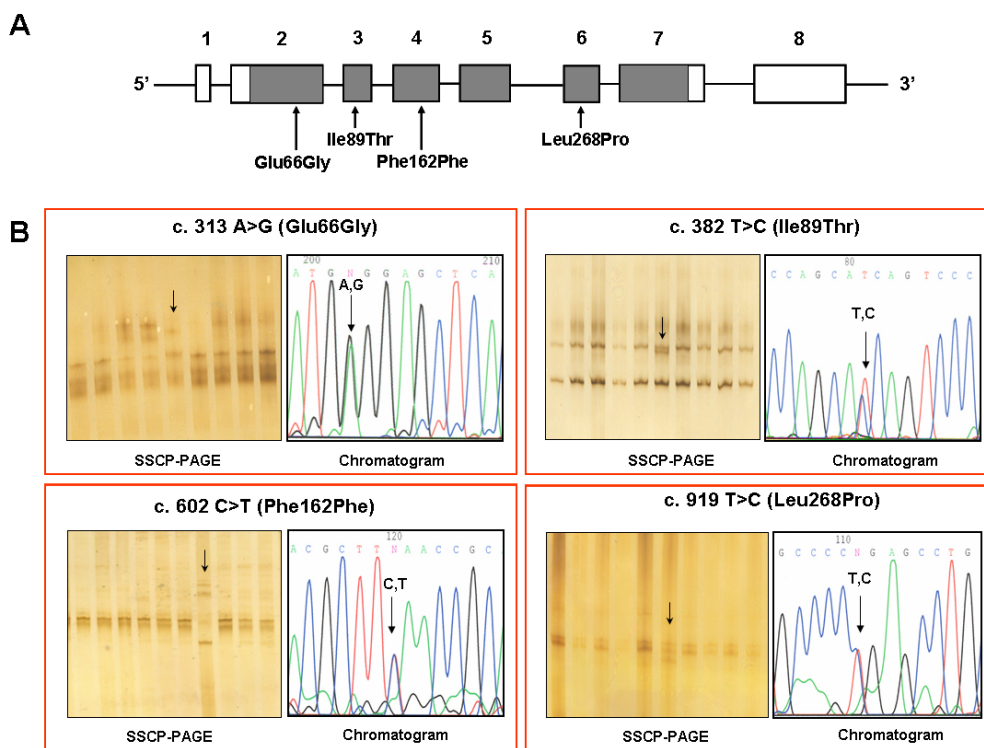 A
1 2 3 4 5 6 7 8
5’ 3’
Ile89Thr Leu268Pro
Glu66Gly Phe162Phe
B
c. 313 A>G (Glu66Gly)
200 210
A T G N G G A G C T C A
A,G
SSCP-PAGE Chromatogram
c. 382 T>C (Ile89Thr)
80
C C A G C A T C A G T C C C
T,C
SSCP-PAGE Chromatogram
c. 602 C>T (Phe162Phe)
120
A C G C T T N A A C C G C
C,T
SSCP-PAGE Chromatogram
c. 919 T>C (Leu268Pro)
110
G C C C C N G A G C C T G
T,C
SSCP-PAGE Chromatogram